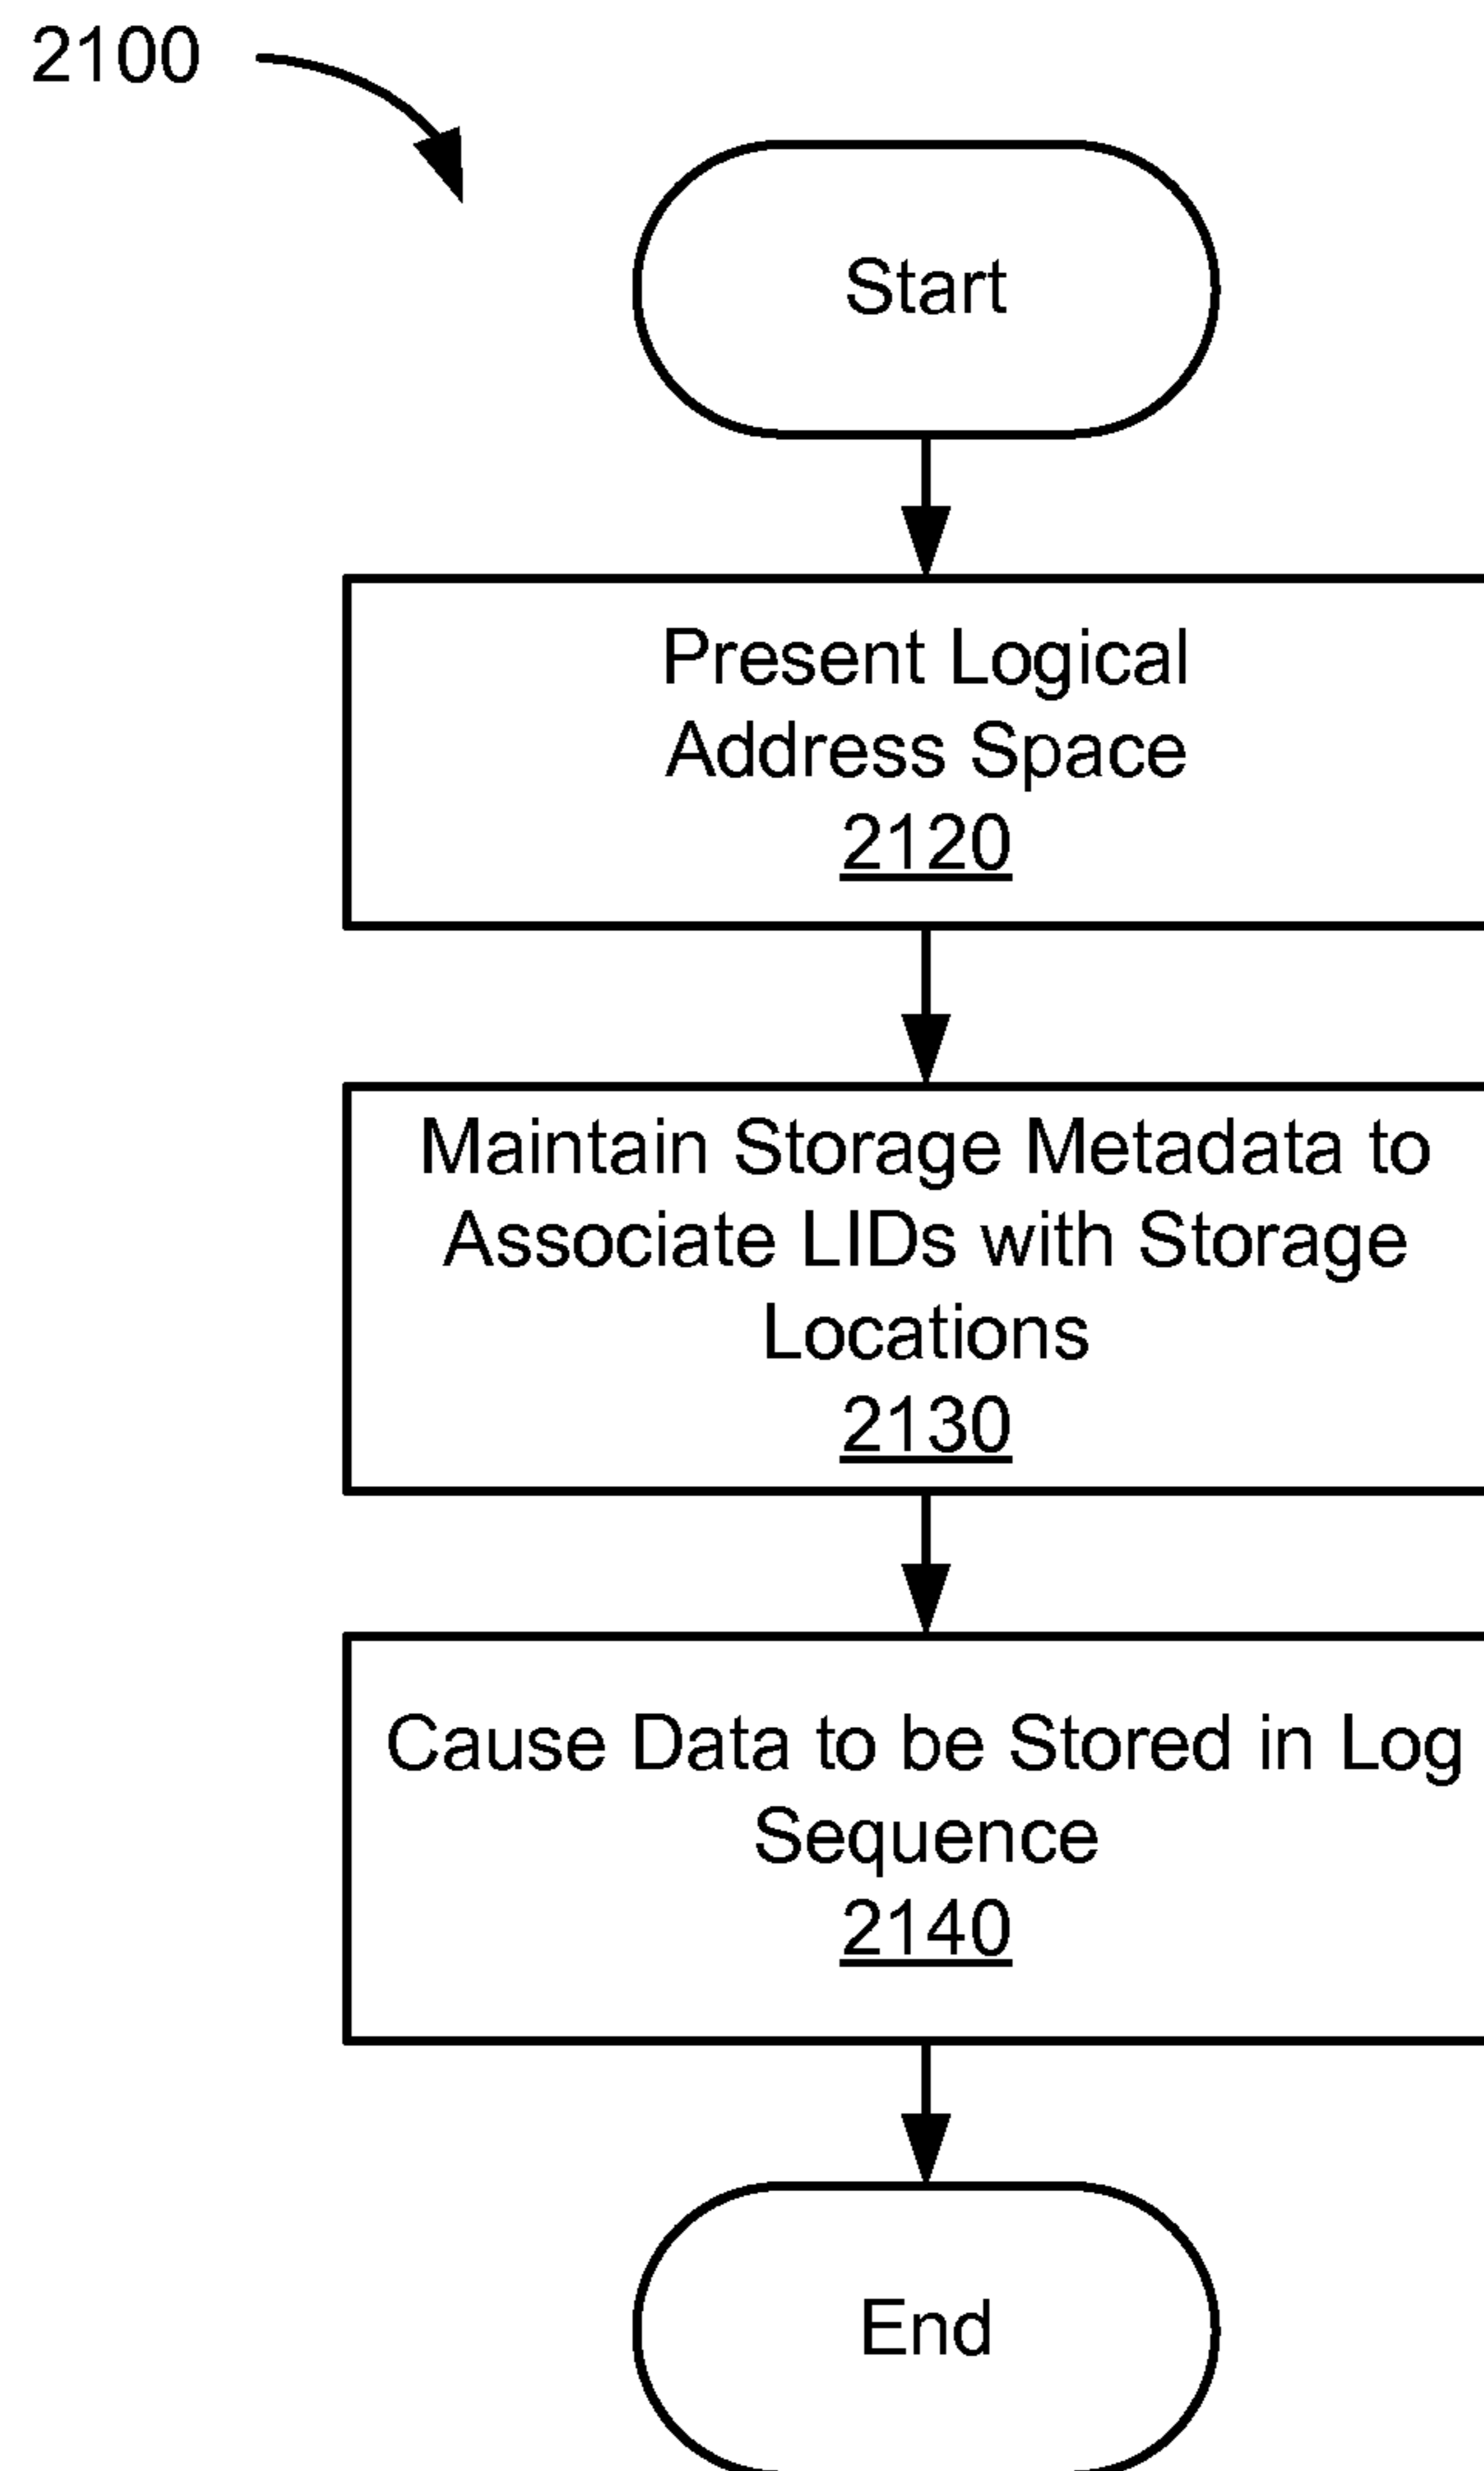 2100
Start
Present Logical
Address Space
2120
Maintain Storage Metadata to
Associate LIDs with Storage
Locations
2130
Cause Data to be Stored in Log
Sequence
2140
End